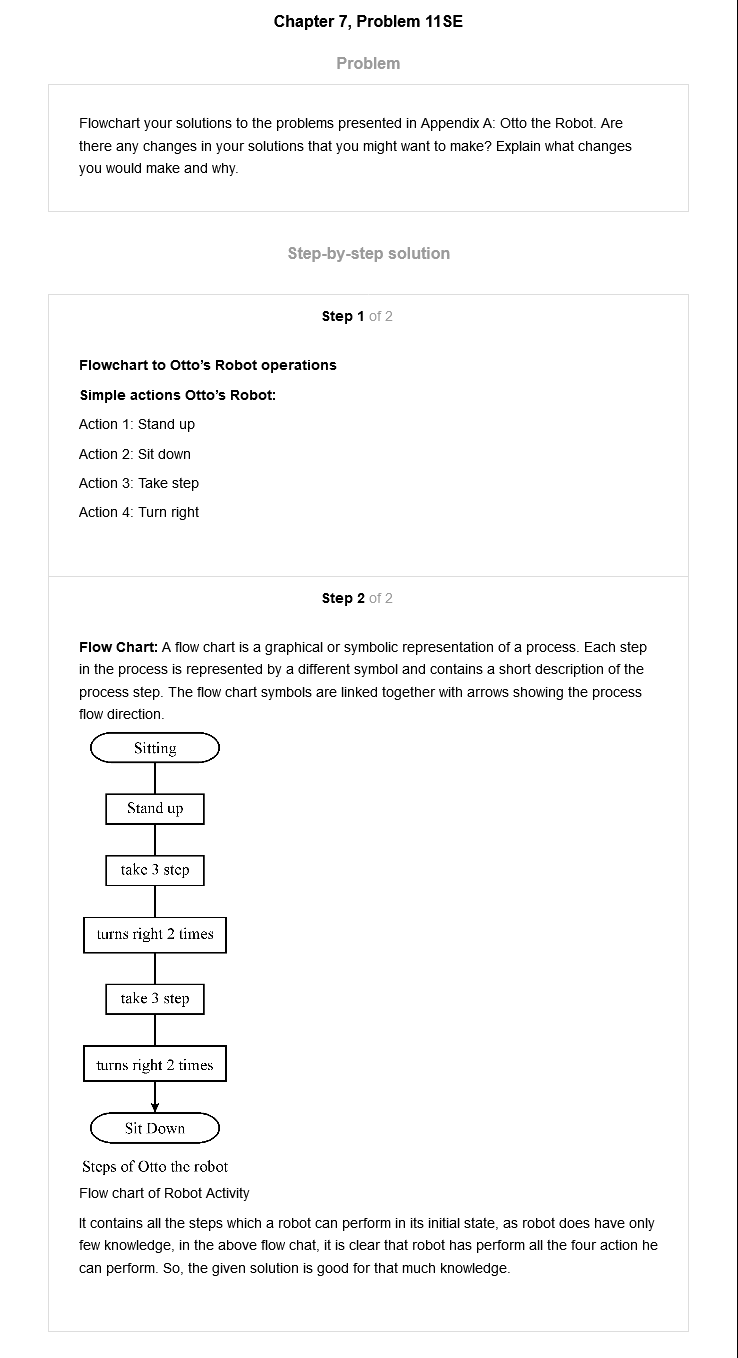 Chapter 7, Problem 11SE
Problem
Flowchart your solutions to the problems presented in Appendix A: Otto the Robot. Are
there any changes in your solutions that you might want to make? Explain what changes
you would make and why.
Step-by-step solution
Step 1 of 2
Flowchart to Otto’s Robot operations
Simple actions Otto’s Robot:
Action 1: Stand up
Action 2: Sit down
Action 3: Take step
Action 4: Turn right
Step 2 of 2
Flow Chart: A flow chart is a graphical or symbolic representation of a process. Each step
in the process is represented by a different symbol and contains a short description of the
process step. The flow chart symbols are linked together with arrows showing the process
flow direction.
Sitting
Stand up
take 3 step
turns right 2 times
take 3 step
turns right 2 times
Sit Down
Steps of Otto the robot
Flow chart of Robot Activity
It contains all the steps which a robot can perform in its initial state, as robot does have only
few knowledge, in the above flow chat, it is clear that robot has perform all the four action he
can perform. So, the given solution is good for that much knowledge.